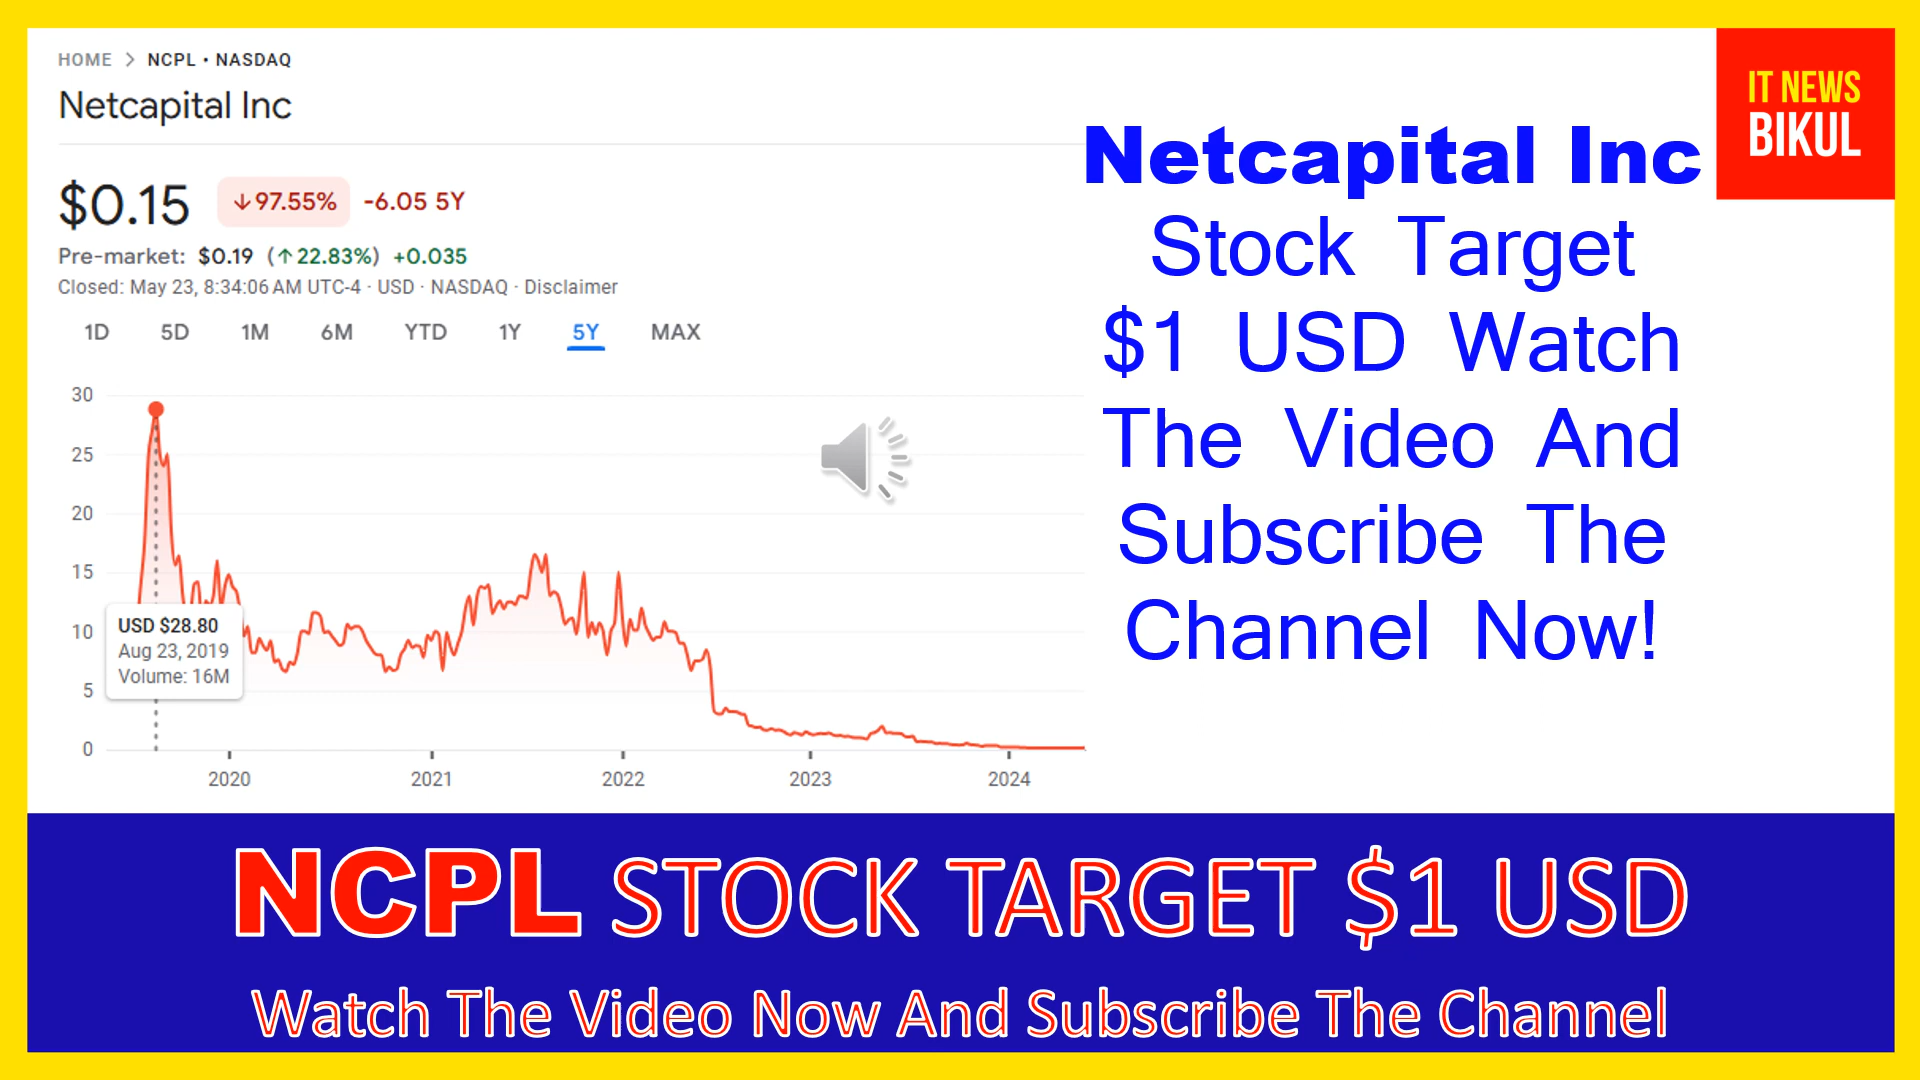 HOME > NCPL • NASDAQ
Netcapital Inc
$0.15 ↓97.55% -6.05 5Y
Pre-market: $0.19 (↑22.83%) +0.035
Closed: May 23, 8:34:06 AM UTC-4 · USD · NASDAQ · Disclaimer
1D 5D 1M 6M YTD 1Y 5Y MAX
30
25
20
15
10
5
0
USD $28.80
Aug 23, 2019
Volume: 16M
2020 2021 2022 2023 2024
IT NEWS
BIKUL
Netcapital Inc
Stock Target
$1 USD Watch
The Video And
Subscribe The
Channel Now!
NCPL STOCK TARGET $1 USD
Watch The Video Now And Subscribe The Channel